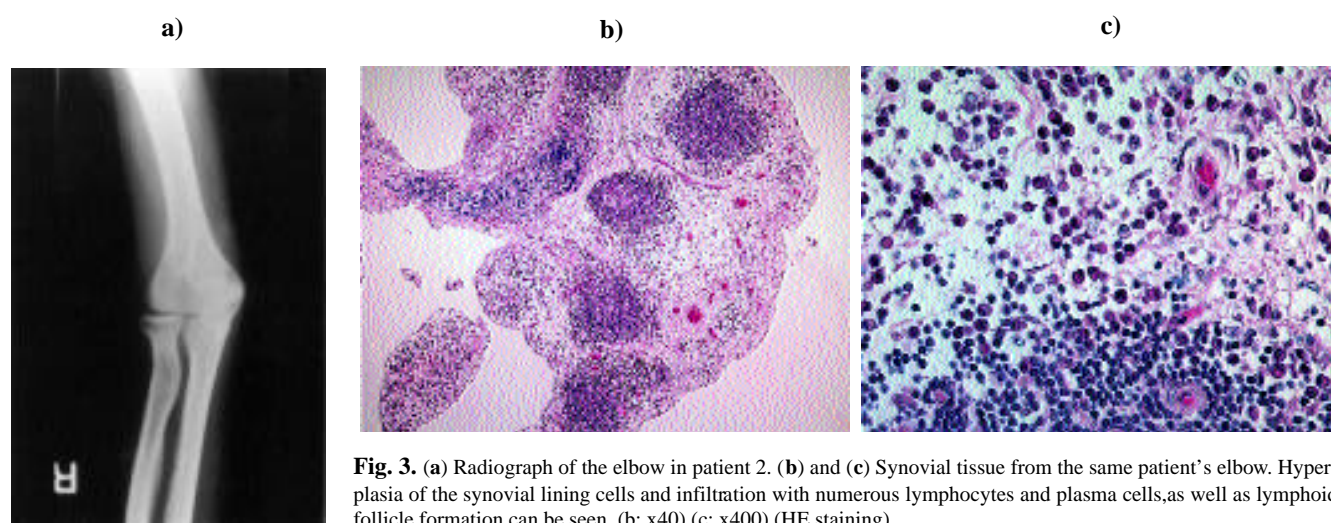 a)
b)
c)
R
Fig. 3. (a) Radiograph of the elbow in patient 2. (b) and (c) Synovial tissue from the same patient's elbow. Hyper
plasia of the synovial lining cells and infiltration with numerous lymphocytes and plasma cells,as well as lymphoid
follicle formation can be seen. (b: x40) (c: x400) (HE staining)